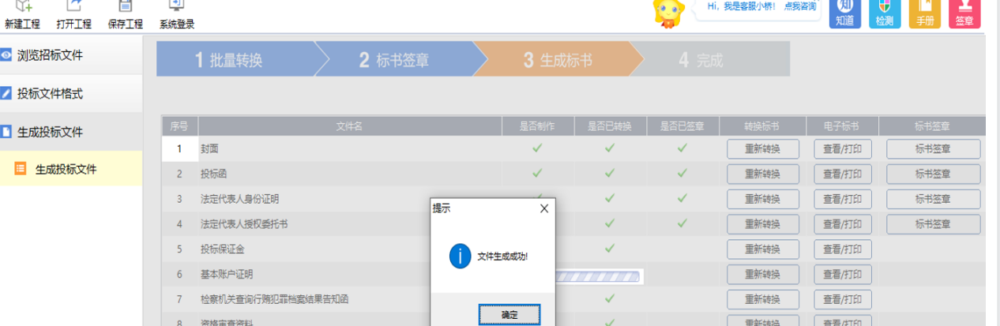 新建工程 打开工程 保存工程 系统登录
Hi，我是客服小桥！ 点我咨询
知 知道 检测 手册 签章
浏览招标文件
投标文件格式
生成投标文件
生成投标文件
1 批量转换 2 标书签章 3 生成标书 4 完成
序号 文件名 是否制作 是否已转换 是否已签章 转换标书 电子标书 标书签章
1 封面 重新转换 查看/打印 标书签章
2 投标函 重新转换 查看/打印 标书签章
3 法定代表人身份证明 重新转换 查看/打印 标书签章
4 法定代表人授权委托书 重新转换 查看/打印 标书签章
5 投标保证金 重新转换 查看/打印
6 基本账户证明 重新转换 查看/打印
7 检察机关查询行贿犯罪档案结果告知函 重新转换 查看/打印
8 资格审查资料 重新转换 查看/打印
提示
文件生成成功!
确定